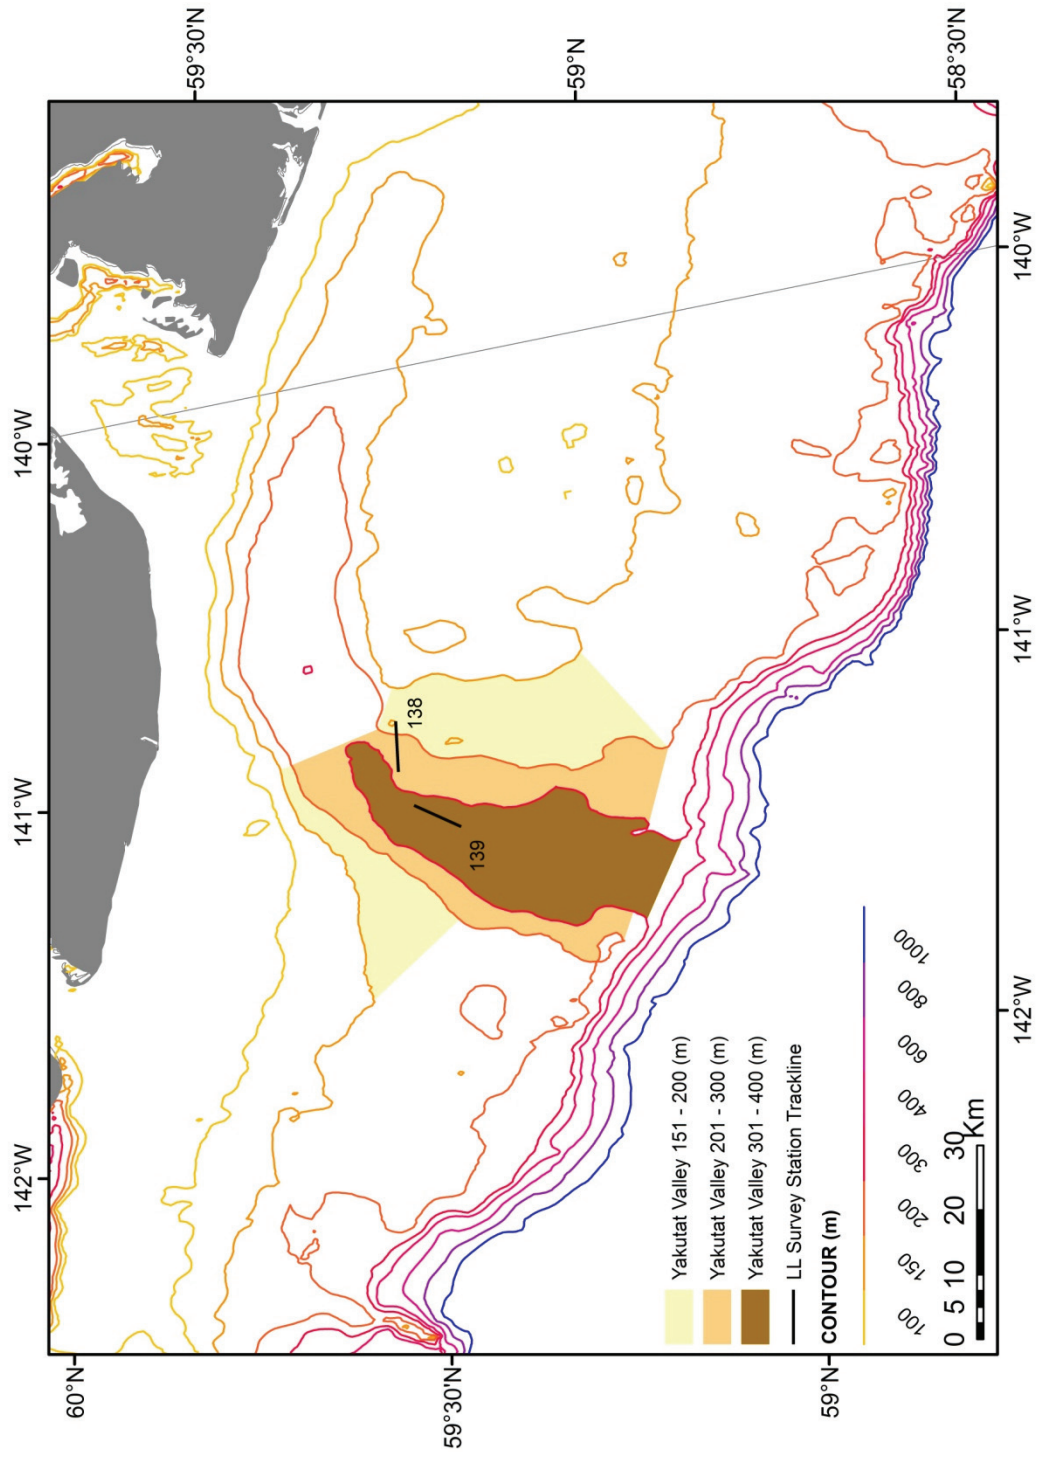 142°W
141°W
140°W
60°N
59°30'N
59°30'N
59°N
59°N
58°30'N
138
139
Yakutat Valley 151 - 200 (m)
Yakutat Valley 201 - 300 (m)
Yakutat Valley 301 - 400 (m)
LL Survey Station Trackline
CONTOUR (m)
100 150 200 300 400 600 800 1000
0 5 10 20 30
Km
142°W
141°W
140°W